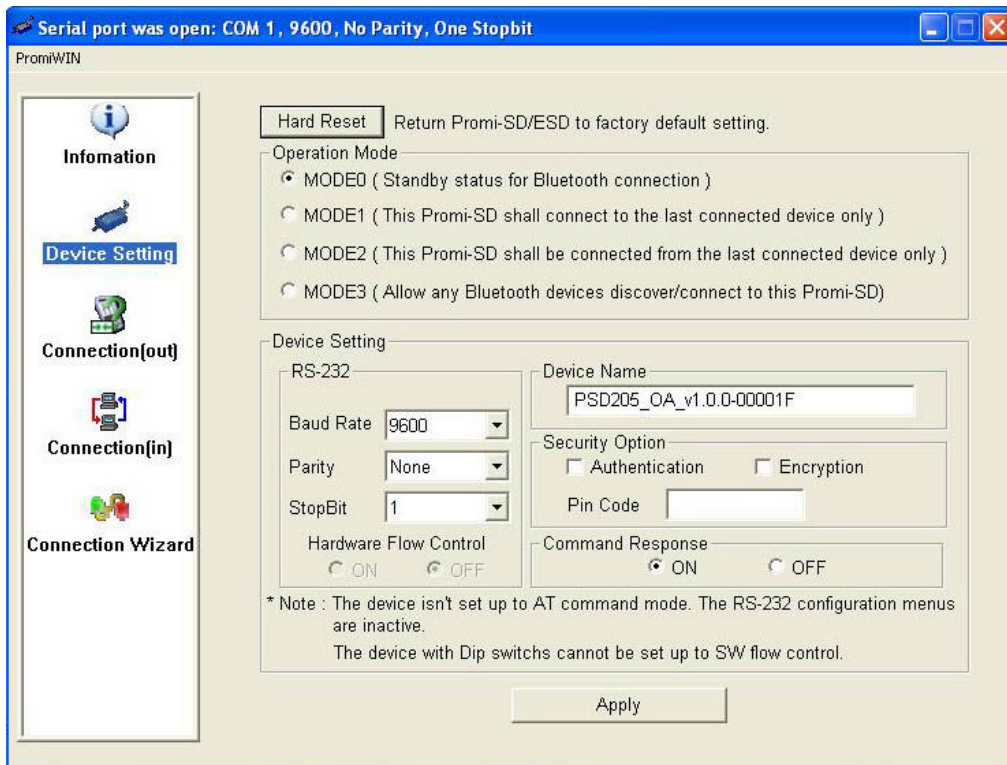 Serial port was open: COM 1, 9600, No Parity, One Stopbit
PromiWIN
Infomation
Device Setting
Connection(out)
Connection(in)
Connection Wizard
Hard Reset Return Promi-SD/ESD to factory default setting.
Operation Mode
MODE0 ( Standby status for Bluetooth connection )
MODE1 ( This Promi-SD shall connect to the last connected device only )
MODE2 ( This Promi-SD shall be connected from the last connected device only )
MODE3 ( Allow any Bluetooth devices discover/connect to this Promi-SD)
Device Setting
RS-232
Baud Rate 9600
Parity None
StopBit 1
Hardware Flow Control
ON OFF
Device Name
PSD205_OA_v1.0.0-00001F
Security Option
Authentication Encryption
Pin Code
Command Response
ON OFF
* Note : The device isn't set up to AT command mode. The RS-232 configuration menus
are inactive.
The device with Dip switchs cannot be set up to SW flow control.
Apply